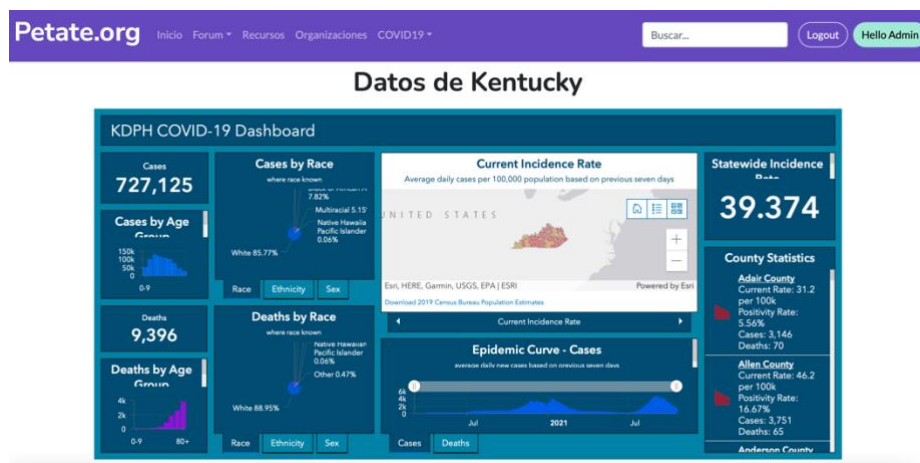 Petate.org Inicio Forum Recursos Organizaciones COVID19 Buscar... Logout Hello Admin
Datos de Kentucky
KDPH COVID-19 Dashboard
Cases
727,125
Cases by Age
Group
150k
100k
50k
0
0-9
Deaths
9,396
Deaths by Age
Group
4k
2k
0
0-9 80+
Cases by Race
where race known
7.82%
Multiracial 5.15
Native Hawaiia
Pacific Islander
0.06%
White 85.77%
Race Ethnicity Sex
Deaths by Race
where race known
Native Hawaiian
Pacific Islander
0.06%
Other 0.47%
White 88.95%
Race Ethnicity Sex
Current Incidence Rate
Average daily cases per 100,000 population based on previous seven days
UNITED STATES
Esri, HERE, Garmin, USGS, EPA | ESRI Powered by Esri
Download 2019 Census Bureau Population Estimates
Current Incidence Rate
Epidemic Curve - Cases
average daily new cases based on previous seven days
6k
4k
2k
0
Jul 2021 Jul
Cases Deaths
Statewide Incidence
Rate
39.374
County Statistics
Adair County
Current Rate: 31.2
per 100k
Positivity Rate:
5.56%
Cases: 3,146
Deaths: 70
Allen County
Current Rate: 46.2
per 100k
Positivity Rate:
16.67%
Cases: 3,751
Deaths: 65
Anderson County